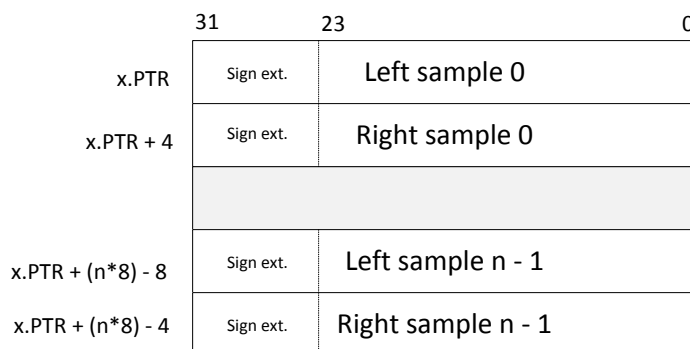 31 23 0
x.PTR Sign ext. Left sample 0
x.PTR + 4 Sign ext. Right sample 0
x.PTR + (n*8) - 8 Sign ext. Left sample n - 1
x.PTR + (n*8) - 4 Sign ext. Right sample n - 1